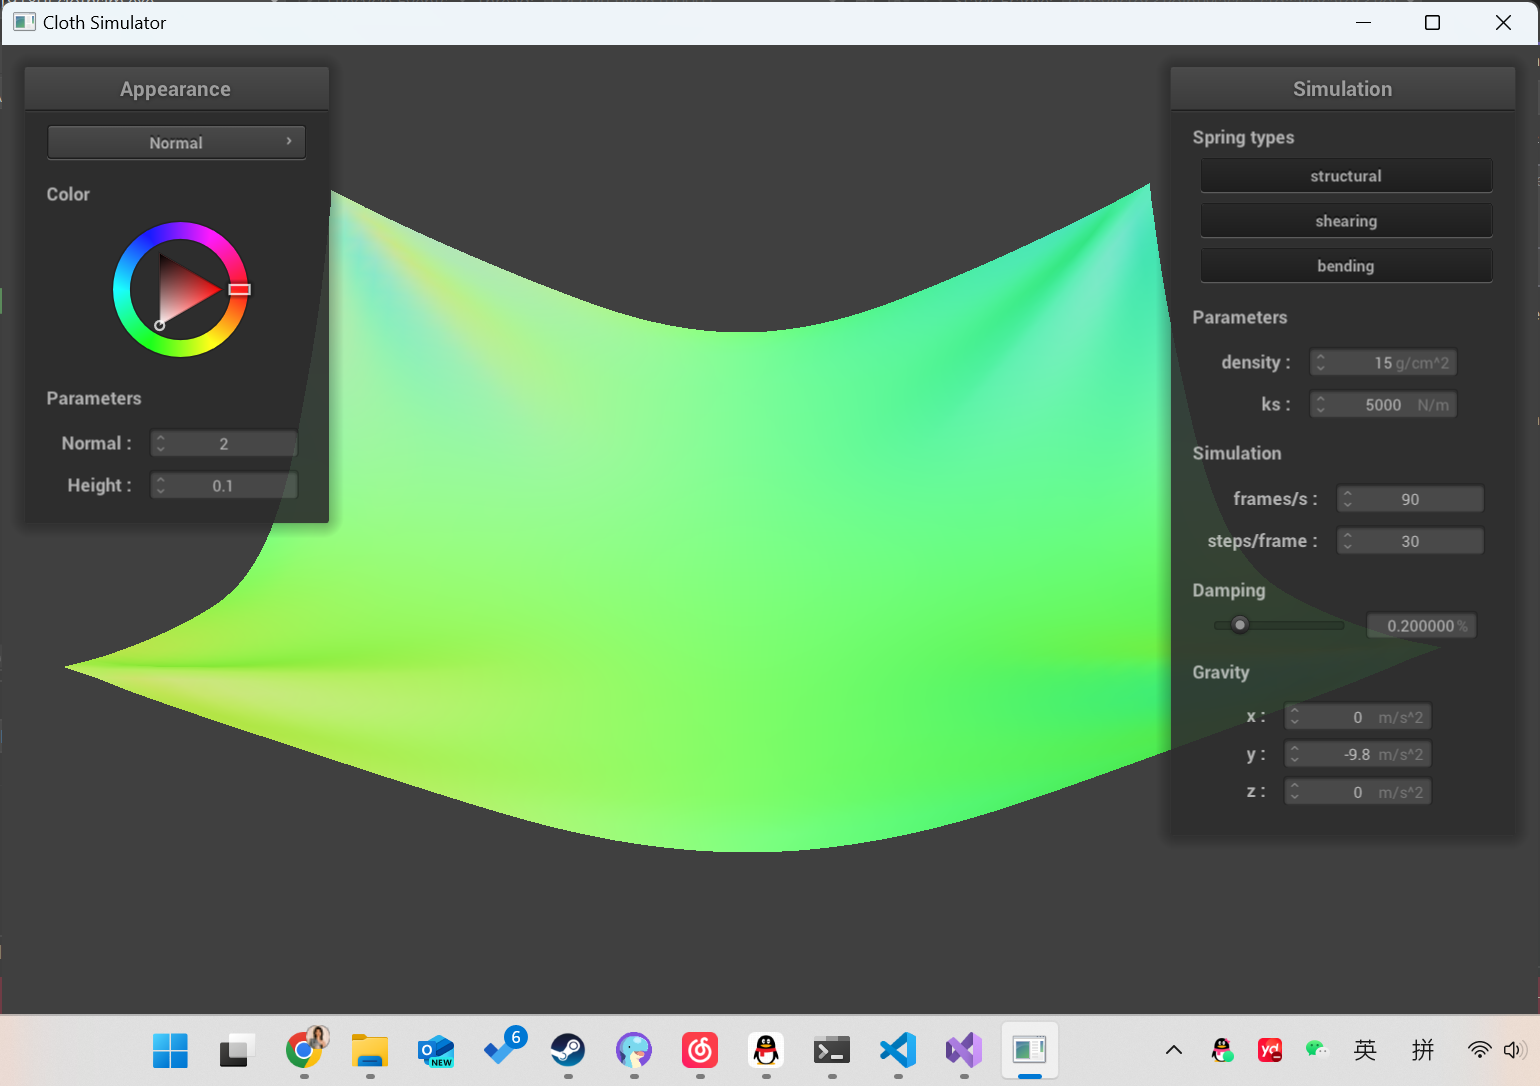 Cloth Simulator
Appearance
Normal
Color
Parameters
Normal : 2
Height : 0.1
Simulation
Spring types
structural
shearing
bending
Parameters
density : 15 g/cm^2
ks : 5000 N/m
Simulation
frames/s : 90
steps/frame : 30
Damping
0.200000 %
Gravity
x : 0 m/s^2
y : -9.8 m/s^2
z : 0 m/s^2
O NEW
6
yd
英
拼